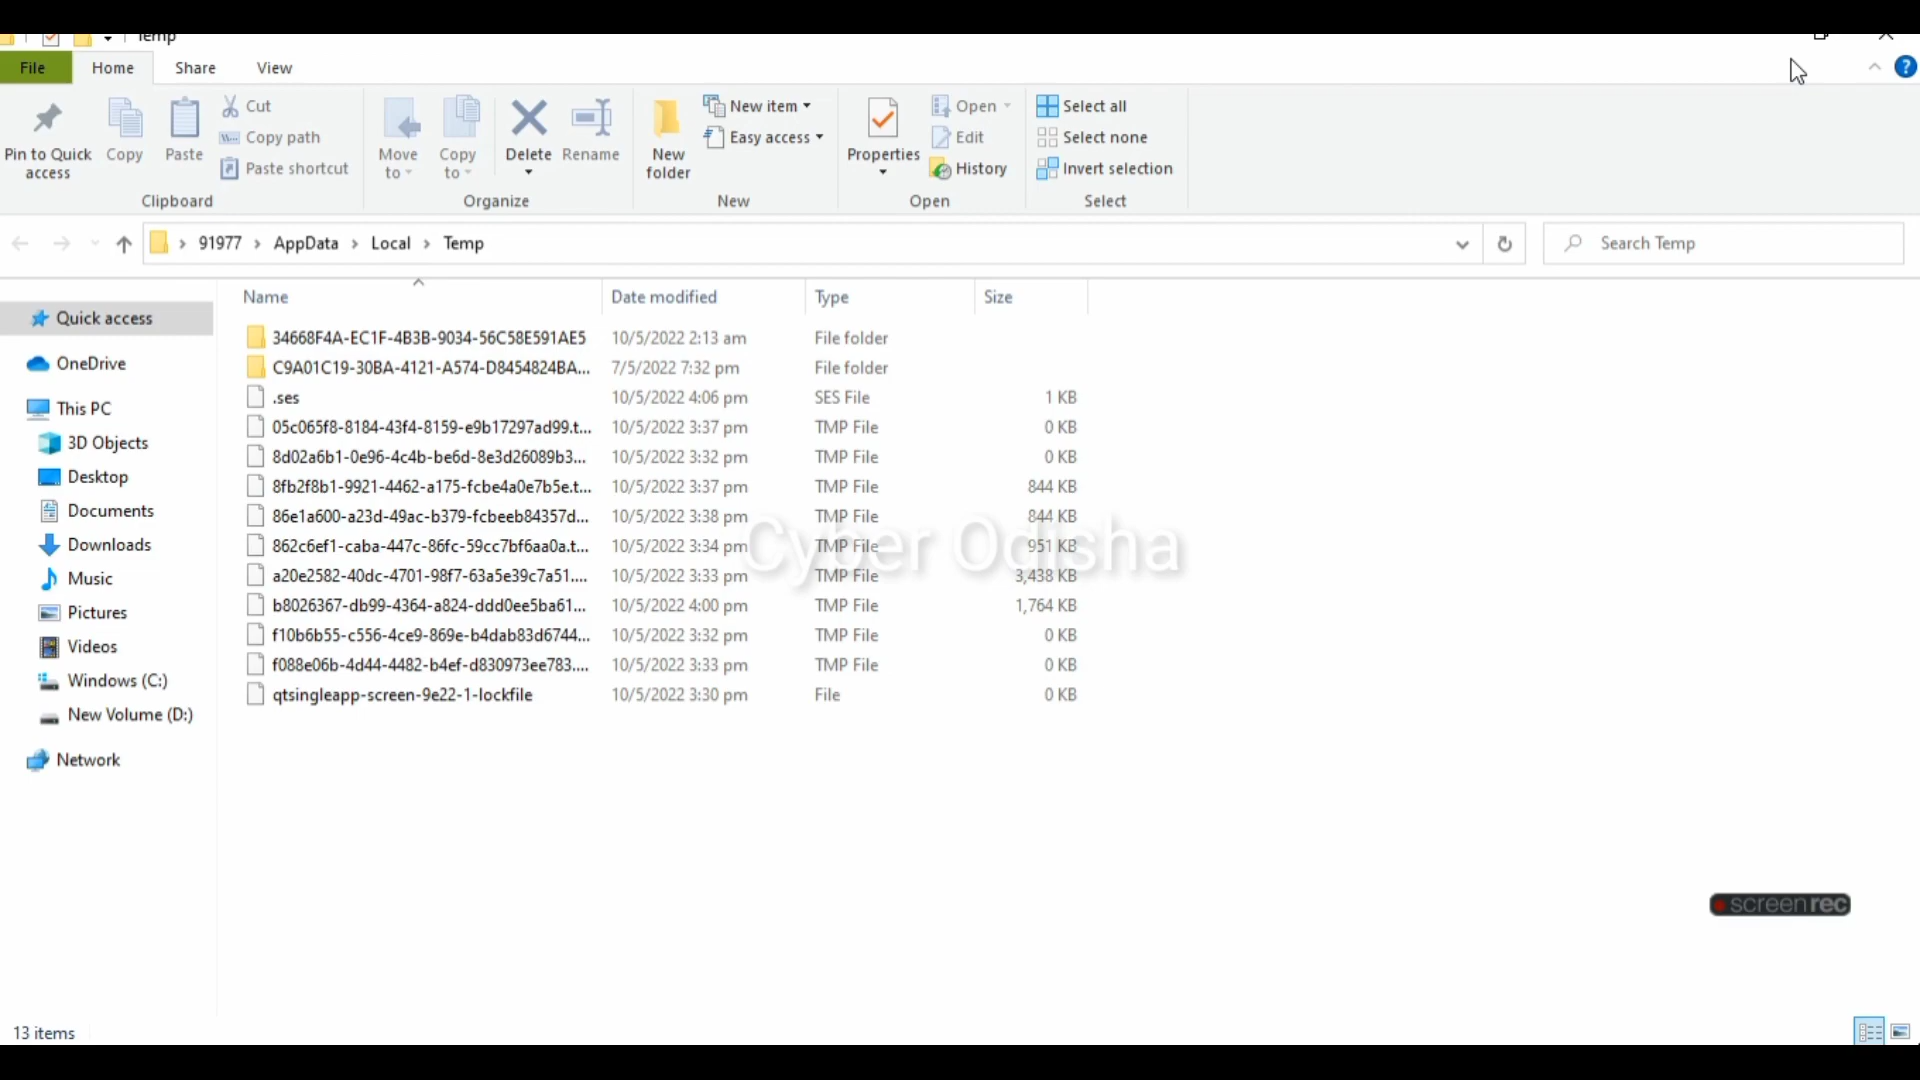 Temp
File Home Share View
Pin to Quick access
Copy
Paste
Cut
Copy path
Paste shortcut
Clipboard
Move to
Copy to
Delete
Rename
Organize
New folder
New item
Easy access
New
Properties
Open
Edit
History
Open
Select all
Select none
Invert selection
Select
91977 › AppData › Local › Temp
Search Temp
Quick access
OneDrive
This PC
3D Objects
Desktop
Documents
Downloads
Music
Pictures
Videos
Windows (C:)
New Volume (D:)
Network
Name Date modified Type Size
34668F4A-EC1F-4B3B-9034-56C58E591AE5 10/5/2022 2:13 am File folder
C9A01C19-30BA-4121-A574-D8454824BA... 7/5/2022 7:32 pm File folder
.ses 10/5/2022 4:06 pm SES File 1 KB
05c065f8-8184-43f4-8159-e9b17297ad99.t... 10/5/2022 3:37 pm TMP File 0 KB
8d02a6b1-0e96-4c4b-be6d-8e3d26089b3... 10/5/2022 3:32 pm TMP File 0 KB
8fb2f8b1-9921-4462-a175-fcbe4a0e7b5e.t... 10/5/2022 3:37 pm TMP File 844 KB
86e1a600-a23d-49ac-b379-fcbeeb84357d... 10/5/2022 3:38 pm TMP File 844 KB
862c6ef1-caba-447c-86fc-59cc7bf6aa0a.t... 10/5/2022 3:34 pm TMP File 951 KB
a20e2582-40dc-4701-98f7-63a5e39c7a51.... 10/5/2022 3:33 pm TMP File 3,438 KB
b8026367-db99-4364-a824-ddd0ee5ba61... 10/5/2022 4:00 pm TMP File 1,764 KB
f10b6b55-c556-4ce9-869e-b4dab83d6744... 10/5/2022 3:32 pm TMP File 0 KB
f088e06b-4d44-4482-b4ef-d830973ee783.... 10/5/2022 3:33 pm TMP File 0 KB
qtsingleapp-screen-9e22-1-lockfile 10/5/2022 3:30 pm File 0 KB
Cyber Odisha
screenrec
13 items